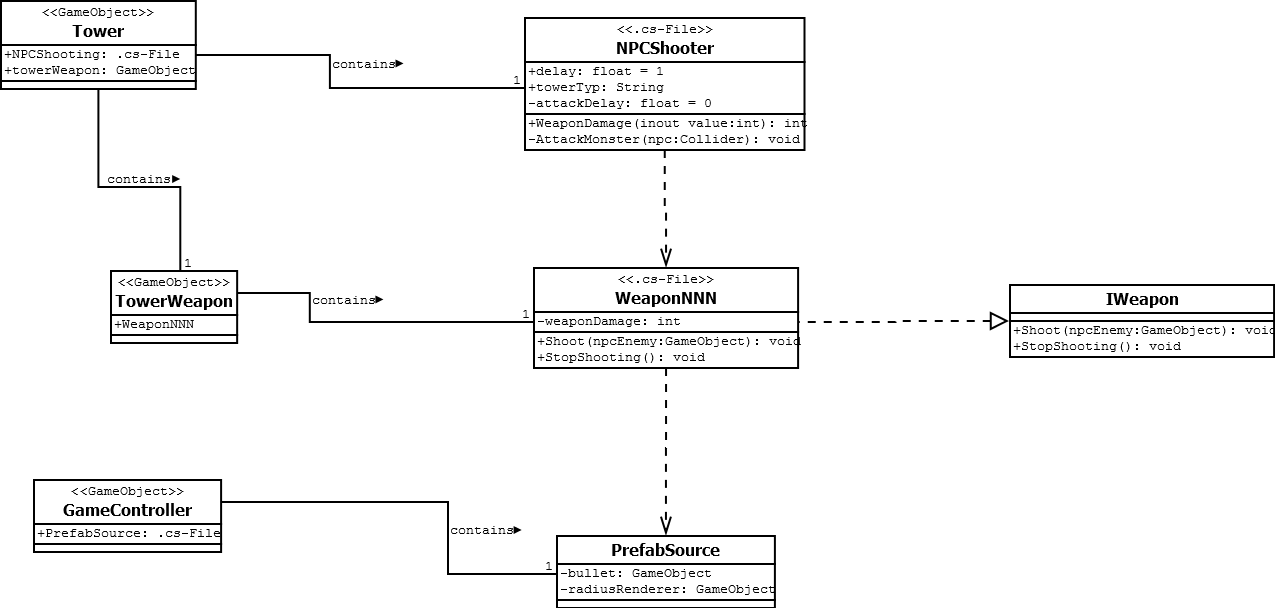 <<GameObject>>
Tower
+NPCShooting: .cs-File
+towerWeapon: GameObject
contains
1
<<.cs-File>>
NPCShooter
+delay: float = 1
+towerTyp: String
-attackDelay: float = 0
+WeaponDamage(inout value:int): int
-AttackMonster(npc:Collider): void
contains
1
<<GameObject>>
TowerWeapon
+WeaponNNN
contains
1
<<.cs-File>>
WeaponNNN
-weaponDamage: int
+Shoot(npcEnemy:GameObject): void
+StopShooting(): void
IWeapon
+Shoot(npcEnemy:GameObject): void
+StopShooting(): void
<<GameObject>>
GameController
+PrefabSource: .cs-File
contains
1
PrefabSource
-bullet: GameObject
-radiusRenderer: GameObject